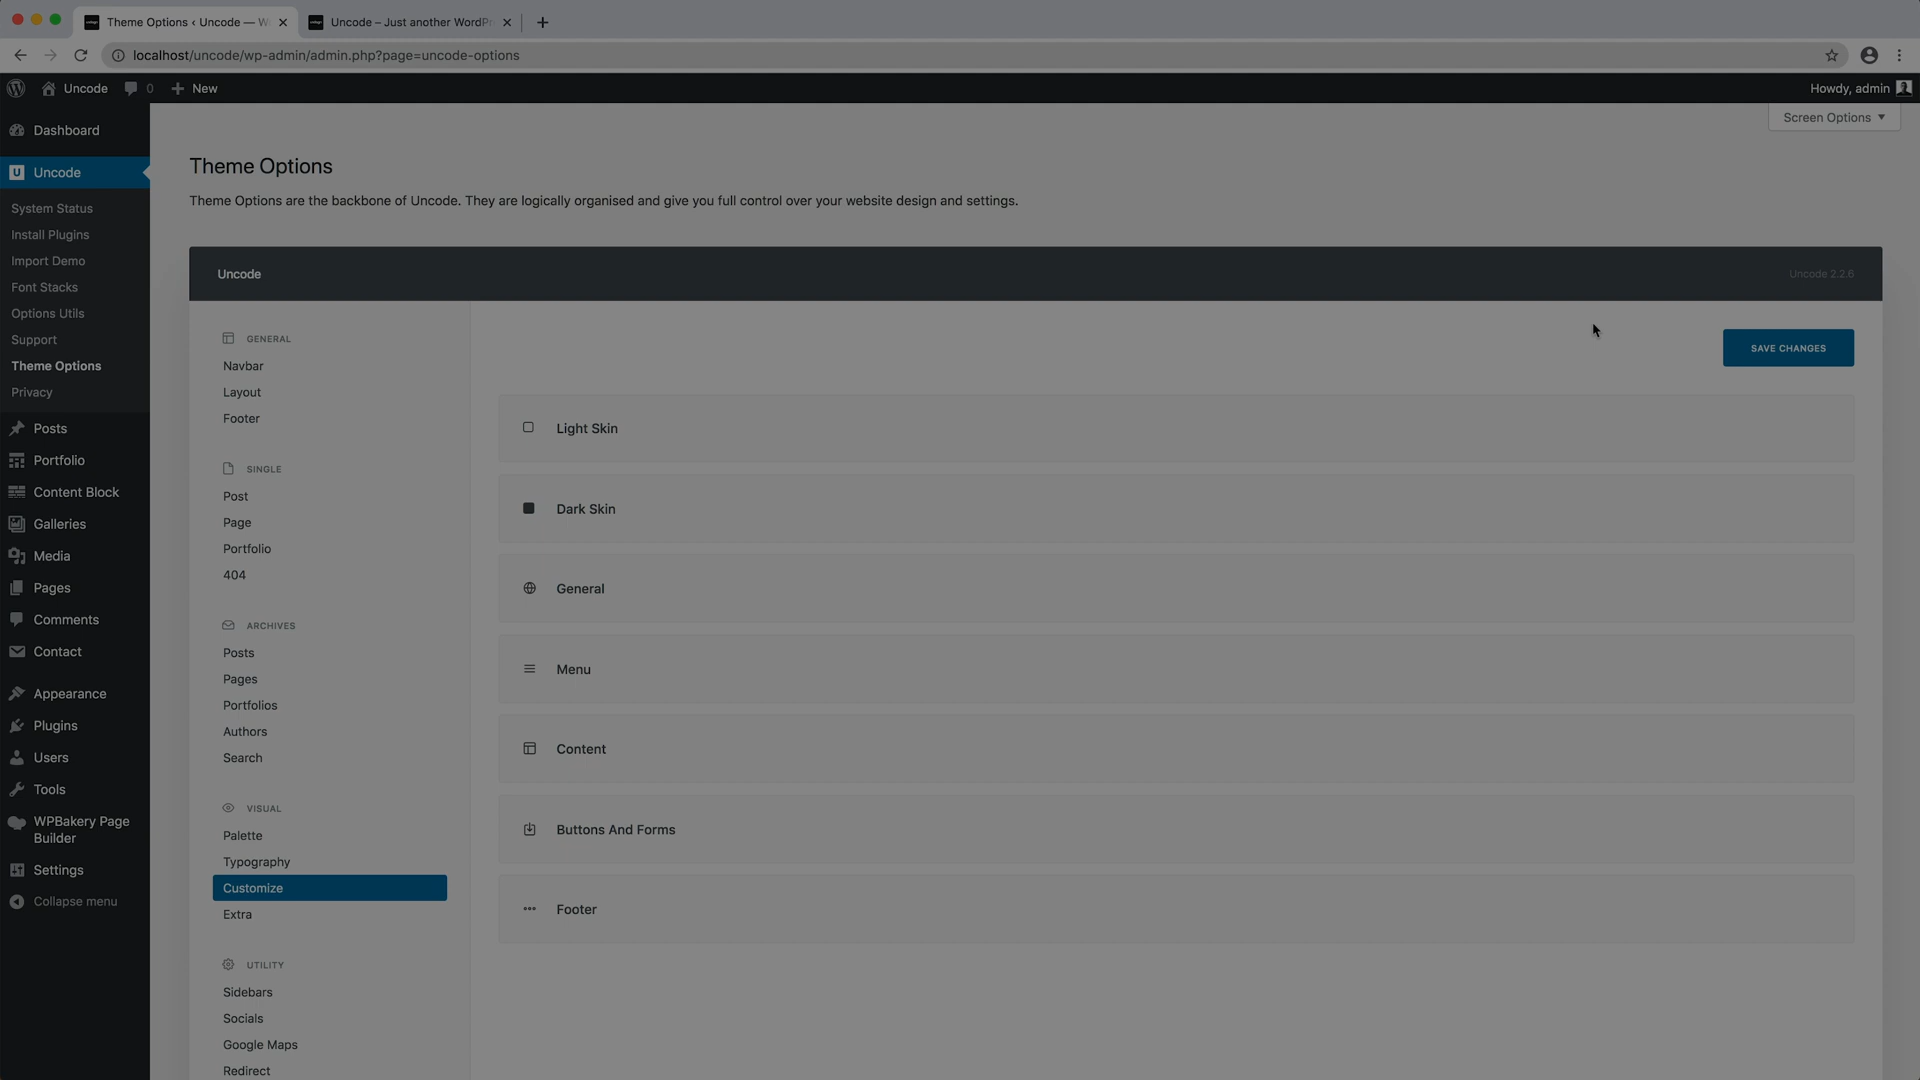 Theme Options ‹ Uncode — W
Uncode – Just another WordPr
localhost/uncode/wp-admin/admin.php?page=uncode-options
Uncode
0
New
Howdy, admin
Screen Options
Dashboard
Uncode
System Status
Install Plugins
Import Demo
Font Stacks
Options Utils
Support
Theme Options
Privacy
Posts
Portfolio
Content Block
Galleries
Media
Pages
Comments
Contact
Appearance
Plugins
Users
Tools
WPBakery Page
Builder
Settings
Collapse menu
Theme Options
Theme Options are the backbone of Uncode. They are logically organised and give you full control over your website design and settings.
Uncode
Uncode 2.2.6
GENERAL
Navbar
Layout
Footer
SINGLE
Post
Page
Portfolio
404
ARCHIVES
Posts
Pages
Portfolios
Authors
Search
VISUAL
Palette
Typography
Customize
Extra
UTILITY
Sidebars
Socials
Google Maps
Redirect
SAVE CHANGES
Light Skin
Dark Skin
General
Menu
Content
Buttons And Forms
Footer